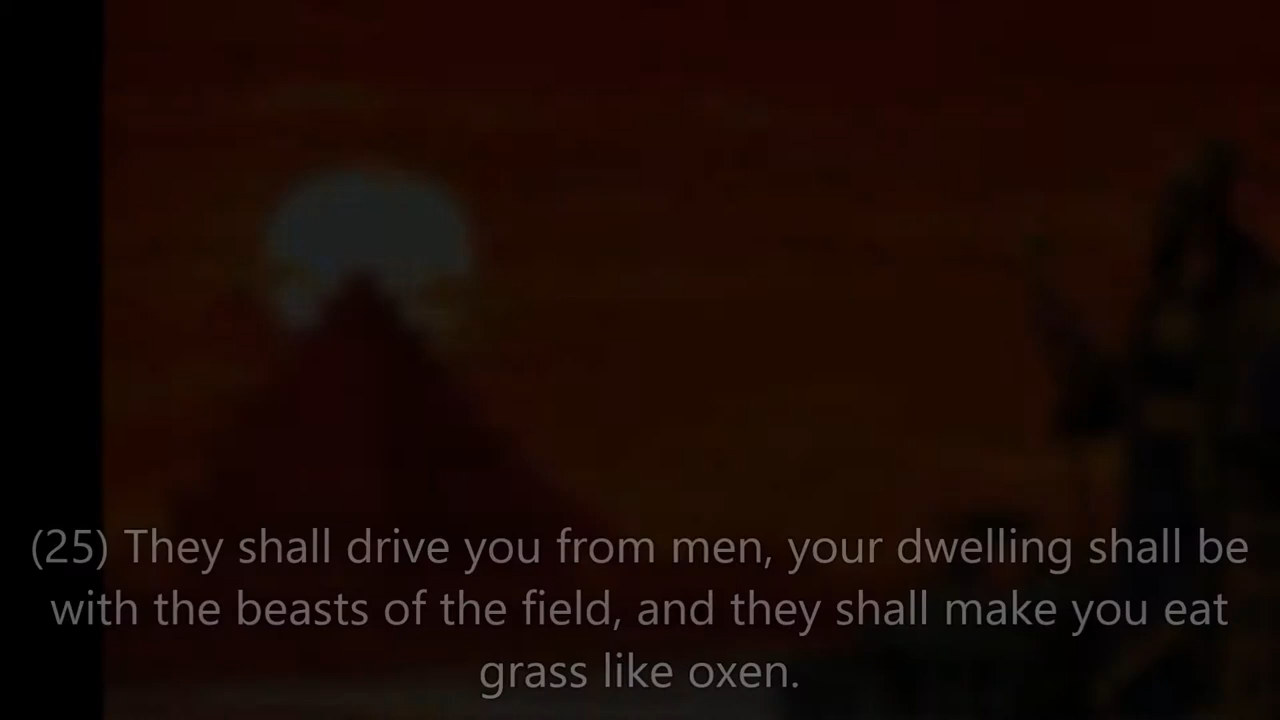 (25) They shall drive you from men, your dwelling shall be
with the beasts of the field, and they shall make you eat
grass like oxen.